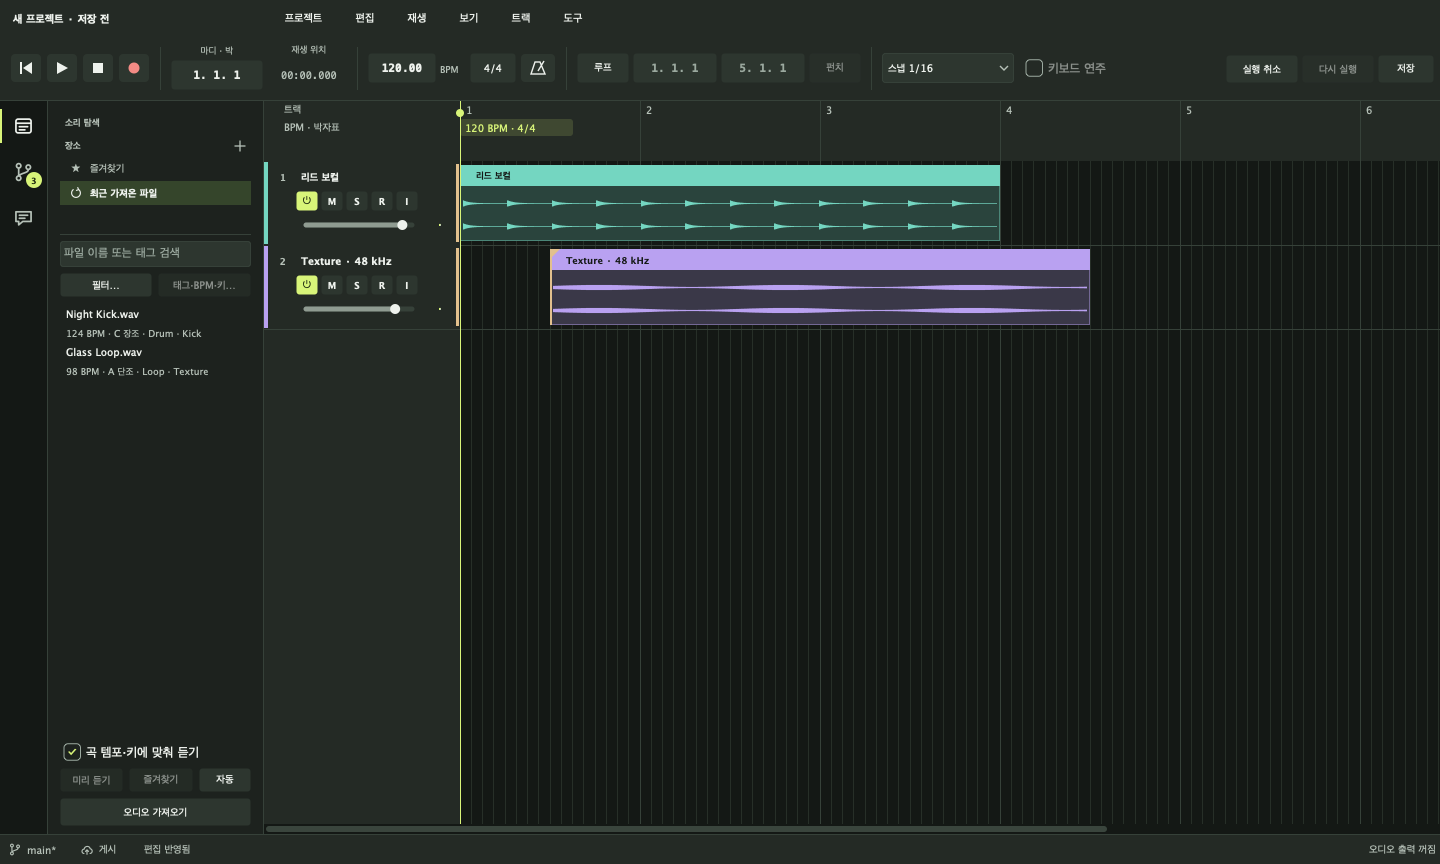 새 프로젝트 · 저장 전
프로젝트 편집 재생 보기 트랙 도구
마디 · 박
1. 1. 1
재생 위치
00:00.000
120.00 BPM 4/4
루프 1. 1. 1 5. 1. 1 펀치
스냅 1/16
키보드 연주
실행 취소 다시 실행 저장
3
소리 탐색
장소
즐겨찾기
최근 가져온 파일
파일 이름 또는 태그 검색
필터... 태그·BPM·키...
Night Kick.wav
124 BPM · C 장조 · Drum · Kick
Glass Loop.wav
98 BPM · A 단조 · Loop · Texture
곡 템포·키에 맞춰 듣기
미리 듣기 즐겨찾기 자동
오디오 가져오기
트랙
BPM · 박자표
1 2 3 4 5 6
120 BPM · 4/4
1 리드 보컬
M S R I
리드 보컬
2 Texture · 48 kHz
M S R I
Texture · 48 kHz
main* 게시 편집 반영됨
오디오 출력 꺼짐